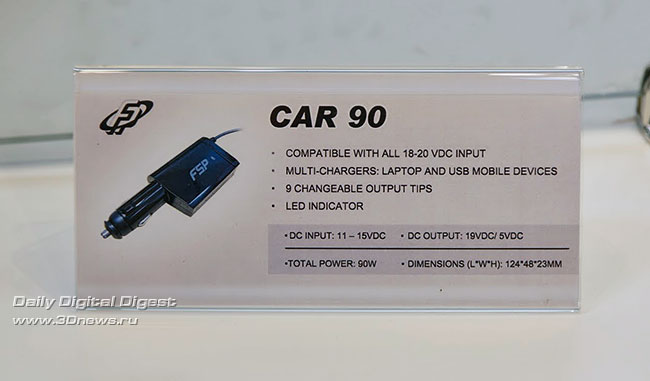 CAR 90
• COMPATIBLE WITH ALL 18-20 VDC INPUT
• MULTI-CHARGERS: LAPTOP AND USB MOBILE DEVICES
• 9 CHANGEABLE OUTPUT TIPS
• LED INDICATOR
FSP
•DC INPUT: 11 – 15VDC • DC OUTPUT: 19VDC/ 5VDC
•TOTAL POWER: 90W • DIMENSIONS (L*W*H): 124*48*23MM
Daily Digital Digest
www.3Dnews.ru